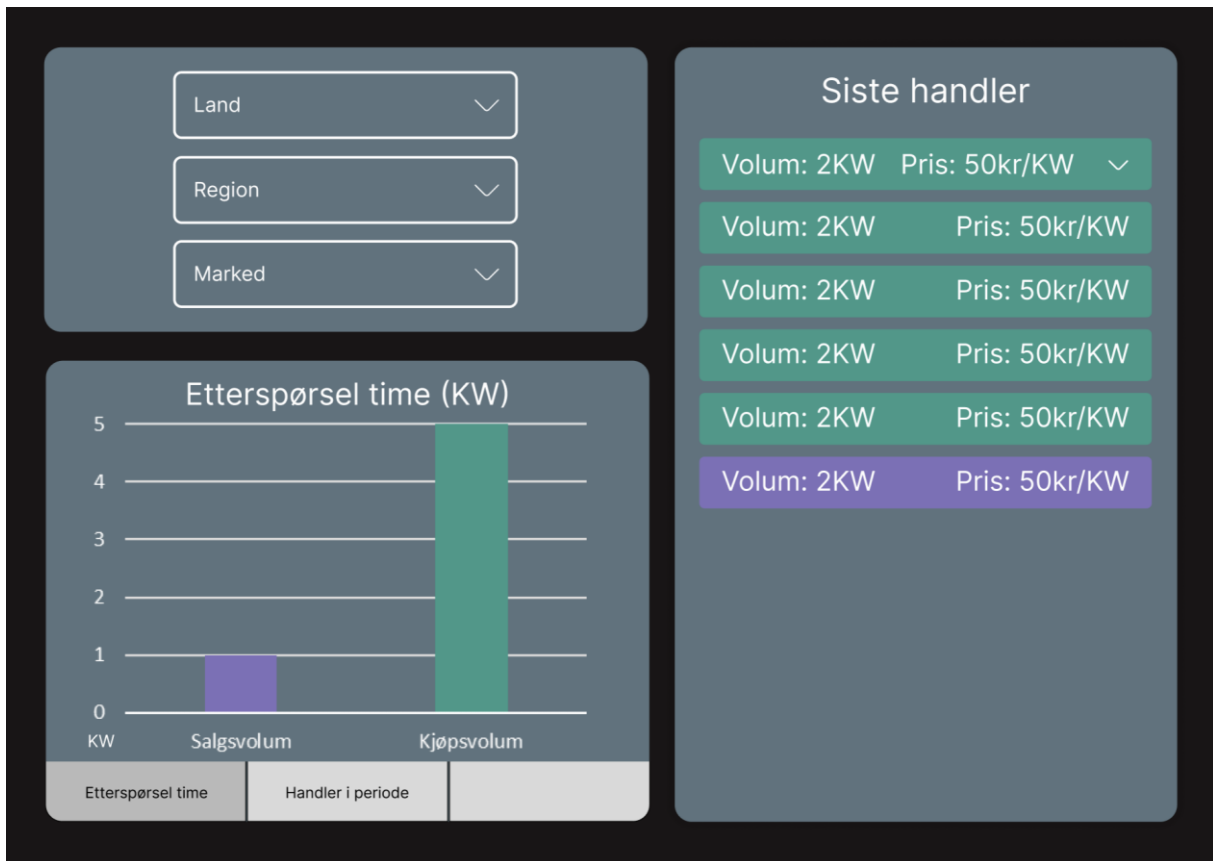 Land
Region
Marked
Etterspørsel time (KW)
5
4
3
2
1
0
KW
Salgsvolum
Kjøpsvolum
Etterspørsel time
Handler i periode
Siste handler
Volum: 2KW Pris: 50kr/KW
Volum: 2KW Pris: 50kr/KW
Volum: 2KW Pris: 50kr/KW
Volum: 2KW Pris: 50kr/KW
Volum: 2KW Pris: 50kr/KW
Volum: 2KW Pris: 50kr/KW